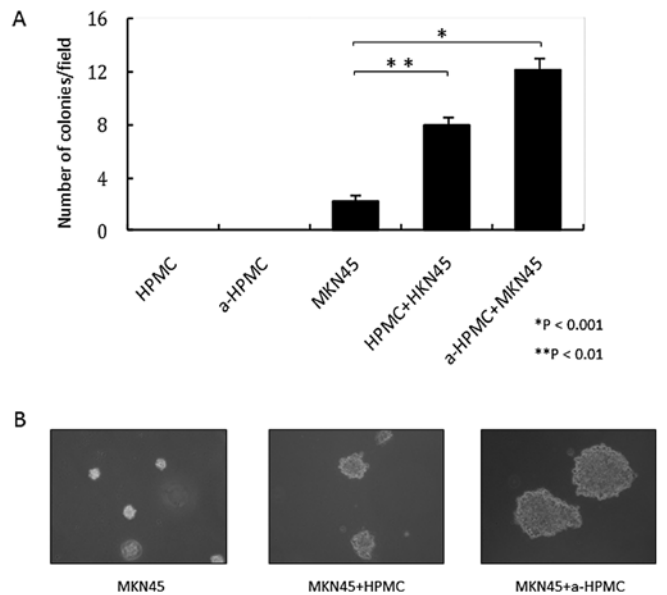 A
Number of colonies/field
16
12
8
4
0
*
* *
HPMC
a-HPMC
MKN45
HPMC+HKN45
a-HPMC+MKN45
*P < 0.001
**P < 0.01
B
MKN45
MKN45+HPMC
MKN45+a-HPMC